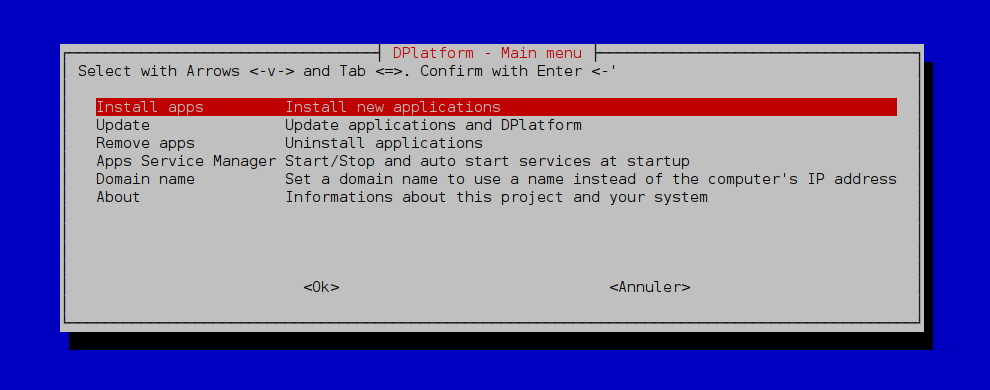 DPlatform - Main menu
Select with Arrows <-v-> and Tab <=>. Confirm with Enter <-'
Install apps Install new applications
Update Update applications and DPlatform
Remove apps Uninstall applications
Apps Service Manager Start/Stop and auto start services at startup
Domain name Set a domain name to use a name instead of the computer's IP address
About Informations about this project and your system
<Ok> <Annuler>